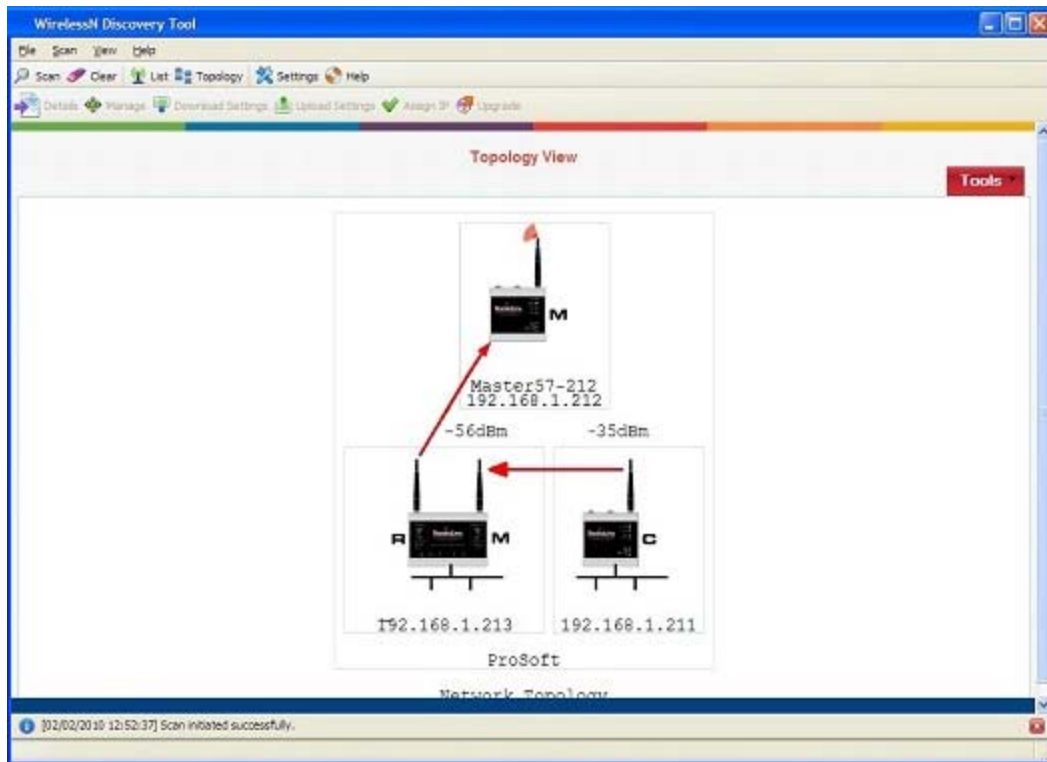 WirelessN Discovery Tool
File Scan View Help
Scan Clear List Topology Settings Help
Details Manage Download Settings Upload Settings Assign IP Upgrade
Topology View
Tools
M
Master57-212
192.168.1.212
-56dBm -35dBm
R M C
192.168.1.213 192.168.1.211
ProSoft
Network Topology
[02/02/2010 12:52:37] Scan initiated successfully.